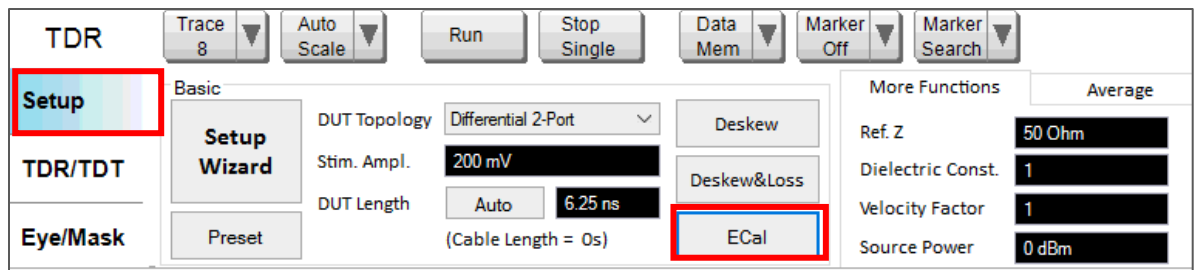 TDR
Trace 8
Auto Scale
Run
Stop Single
Data Mem
Marker Off
Marker Search
Setup
TDR/TDT
Eye/Mask
Basic
Setup Wizard
Preset
DUT Topology Differential 2-Port
Stim. Ampl. 200 mV
DUT Length Auto 6.25 ns
(Cable Length = 0s)
Deskew
Deskew&Loss
ECal
More Functions Average
Ref. Z 50 Ohm
Dielectric Const. 1
Velocity Factor 1
Source Power 0 dBm